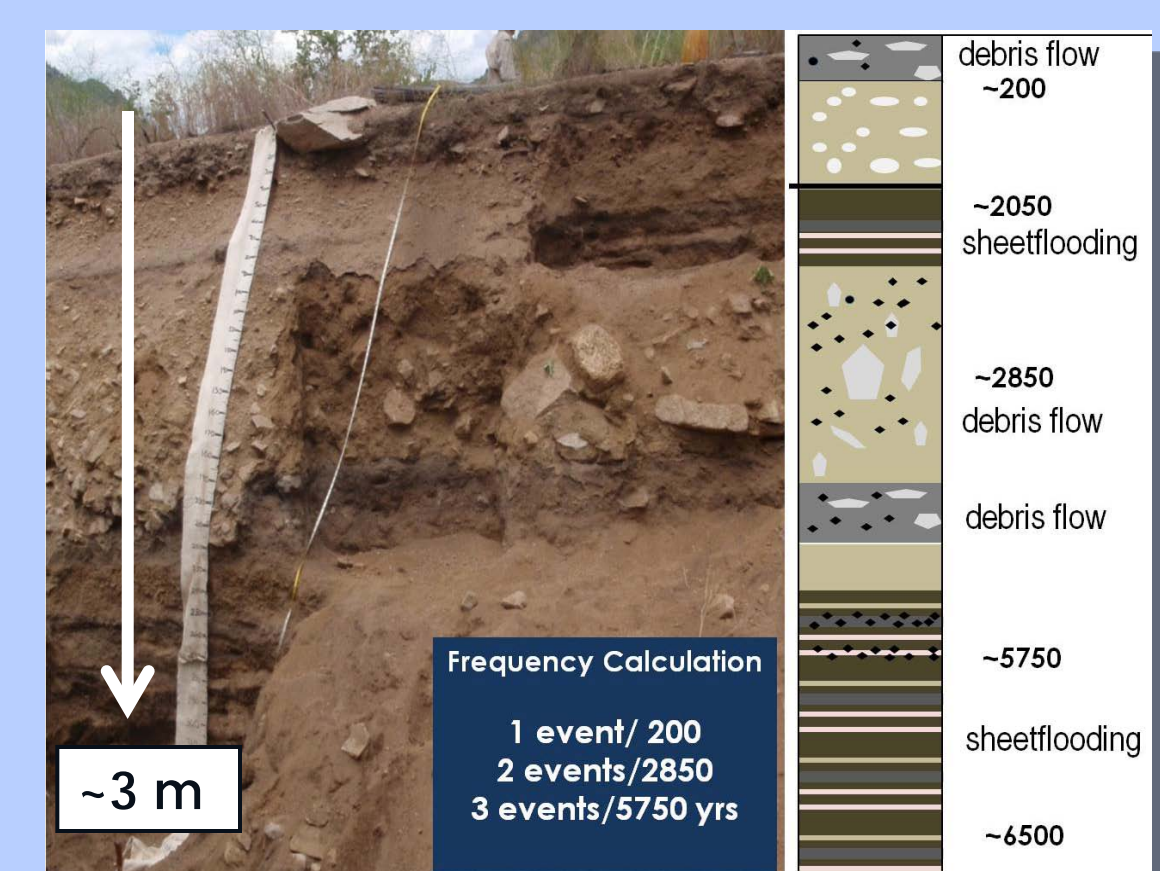 debris flow
~200
~2050
sheetflooding
~2850
debris flow
debris flow
~5750
sheetflooding
~6500
Frequency Calculation
1 event/ 200
2 events/2850
3 events/5750 yrs
~3 m